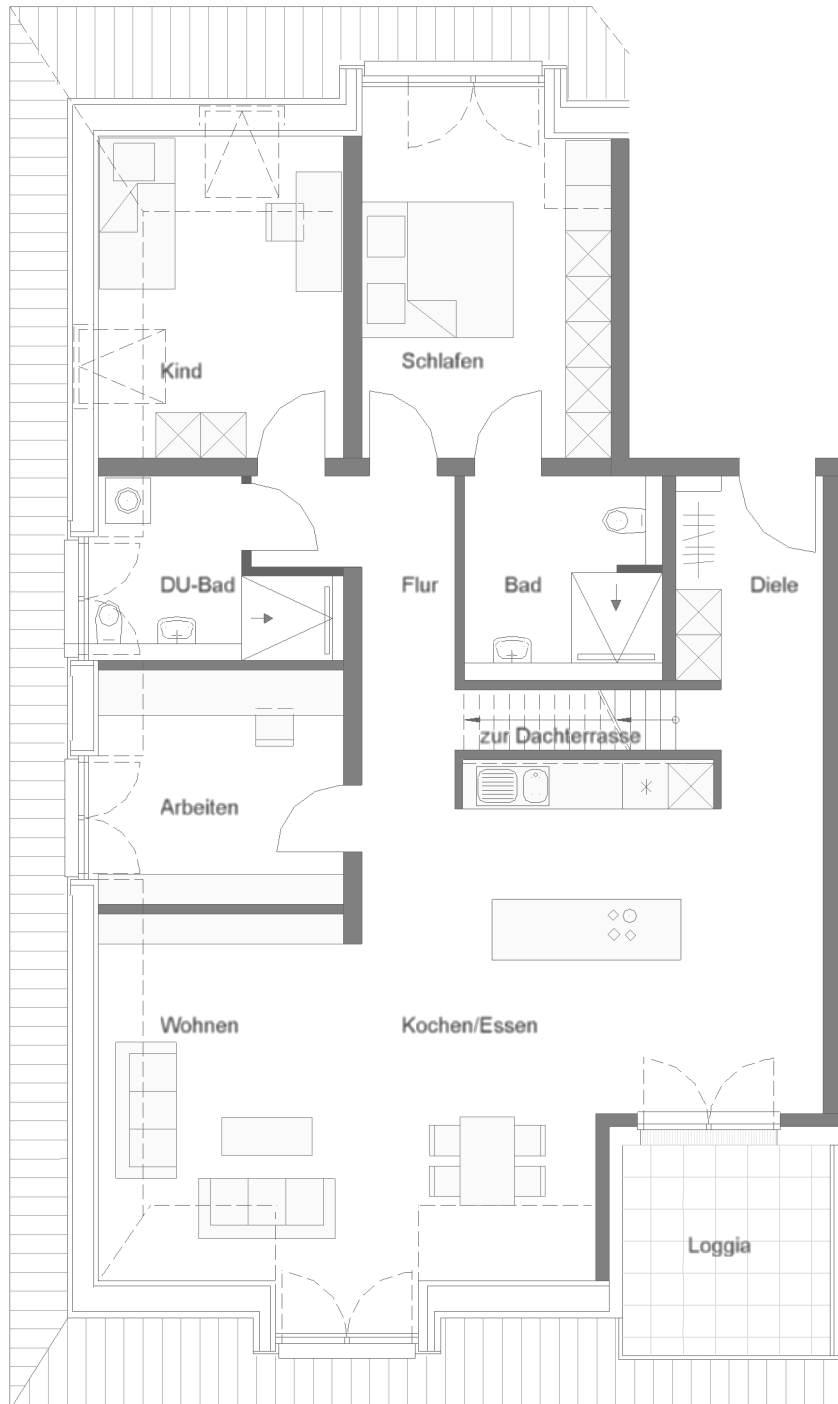 Kind
Schlafen
DU-Bad
Flur
Bad
Diele
zur Dachterrasse
Arbeiten
Wohnen
Kochen/Essen
Loggia